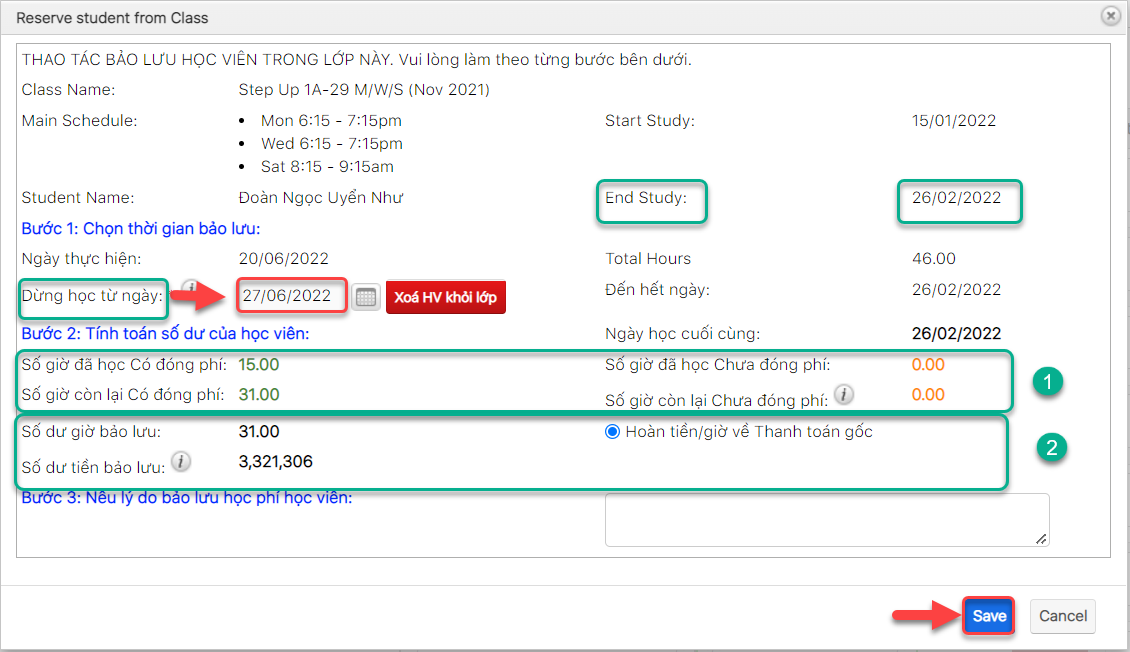 Reserve student from Class
THAO TÁC BẢO LƯU HỌC VIÊN TRONG LỚP NÀY. Vui lòng làm theo từng bước bên dưới.
Class Name: Step Up 1A-29 M/W/S (Nov 2021)
Main Schedule: • Mon 6:15 - 7:15pm Start Study: 15/01/2022
• Wed 6:15 - 7:15pm
• Sat 8:15 - 9:15am
Student Name: Đoàn Ngọc Uyển Như End Study: 26/02/2022
Bước 1: Chọn thời gian bảo lưu:
Ngày thực hiện: 20/06/2022 Total Hours 46.00
Dừng học từ ngày: 27/06/2022 Xoá HV khỏi lớp Đến hết ngày: 26/02/2022
Bước 2: Tính toán số dư của học viên: Ngày học cuối cùng: 26/02/2022
Số giờ đã học Có đóng phí: 15.00 Số giờ đã học Chưa đóng phí: 0.00
1
Số giờ còn lại Có đóng phí: 31.00 Số giờ còn lại Chưa đóng phí: i 0.00
Số dư giờ bảo lưu: 31.00 Hoàn tiền/giờ về Thanh toán gốc
2
Số dư tiền bảo lưu: i 3,321,306
Bước 3: Nêu lý do bảo lưu học phí học viên:
Save Cancel